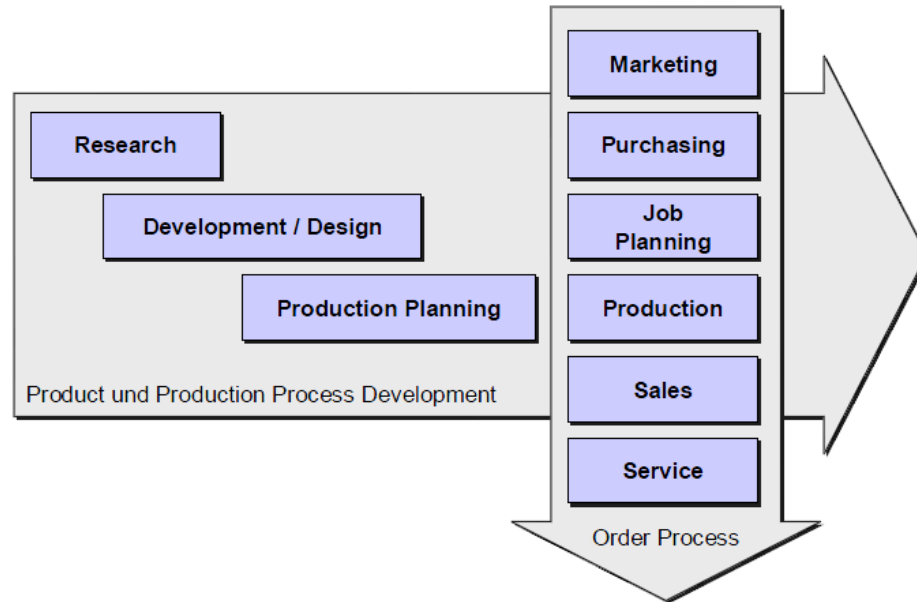 Marketing
Research
Purchasing
Development / Design
Job
Planning
Production Planning
Production
Product und Production Process Development
Sales
Service
Order Process